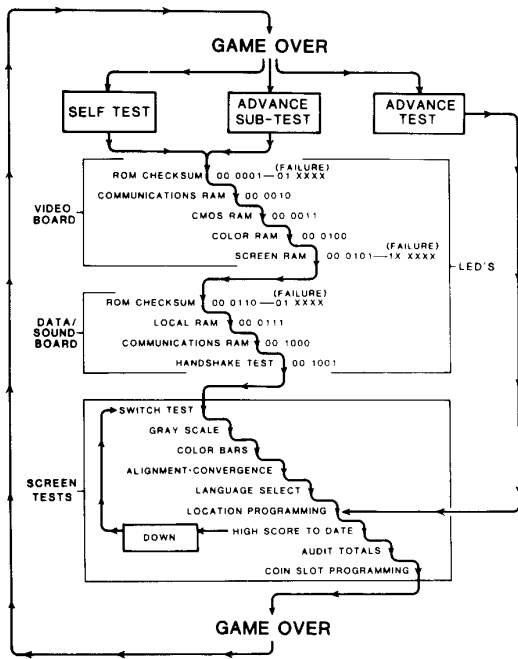 GAME OVER
SELF TEST
ADVANCE
SUB-TEST
ADVANCE
TEST
VIDEO
BOARD
ROM CHECKSUM 00 0001—01 XXXX (FAILURE)
COMMUNICATIONS RAM 00 0010
CMOS RAM 00 0011
COLOR RAM 00 0100
SCREEN RAM 00 0101—1X XXXX (FAILURE)
LED'S
DATA/
SOUND
BOARD
ROM CHECKSUM 00 0110—01 XXXX (FAILURE)
LOCAL RAM 00 0111
COMMUNICATIONS RAM 00 1000
HANDSHAKE TEST 00 1001
SCREEN
TESTS
SWITCH TEST
GRAY SCALE
COLOR BARS
ALIGNMENT-CONVERGENCE
LANGUAGE SELECT
LOCATION PROGRAMMING
DOWN
HIGH SCORE TO DATE
AUDIT TOTALS
COIN SLOT PROGRAMMING
GAME OVER